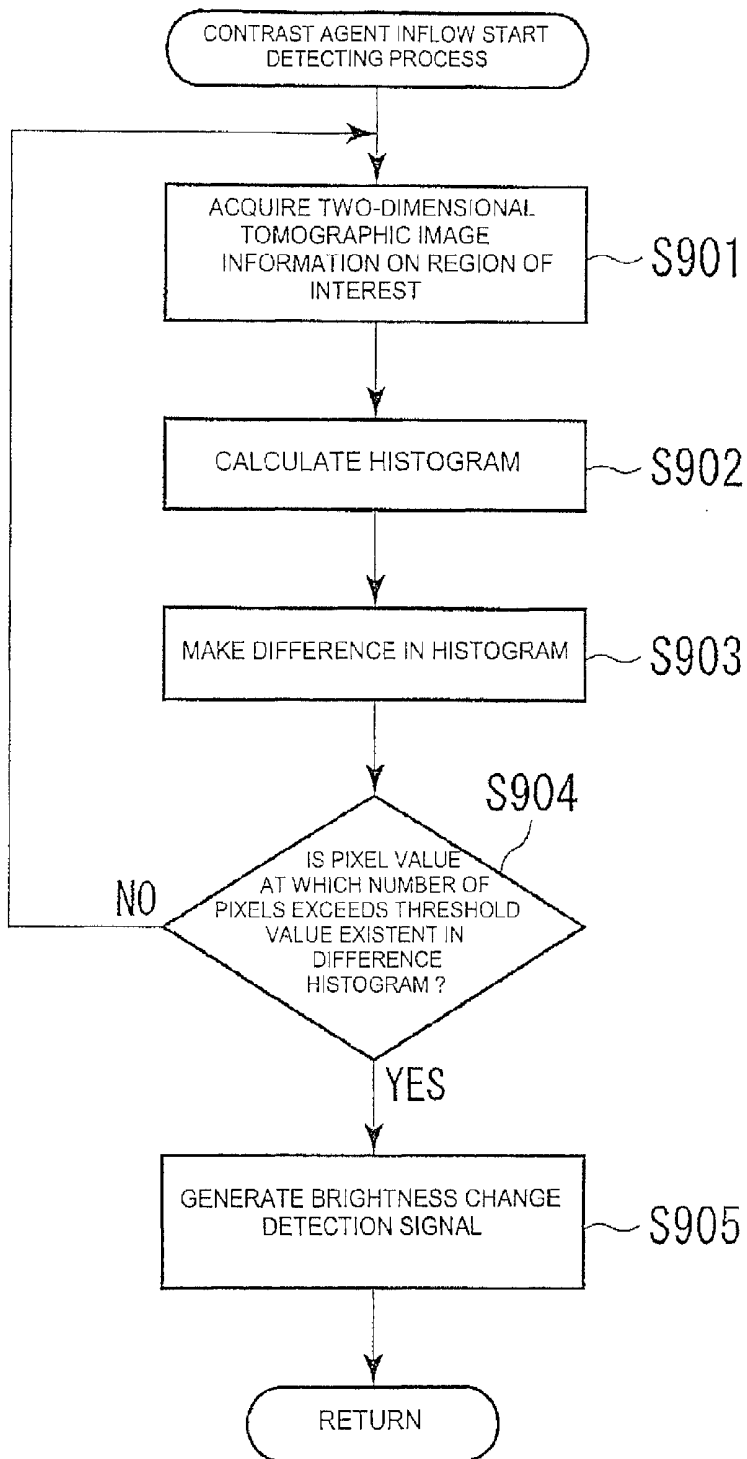 CONTRAST AGENT INFLOW START
DETECTING PROCESS
ACQUIRE TWO-DIMENSIONAL
TOMOGRAPHIC IMAGE
INFORMATION ON REGION OF
INTEREST
S901
CALCULATE HISTOGRAM
S902
MAKE DIFFERENCE IN HISTOGRAM
S903
S904
IS PIXEL VALUE
AT WHICH NUMBER OF
PIXELS EXCEEDS THRESHOLD
VALUE EXISTENT IN
DIFFERENCE
HISTOGRAM ?
NO
YES
GENERATE BRIGHTNESS CHANGE
DETECTION SIGNAL
S905
RETURN